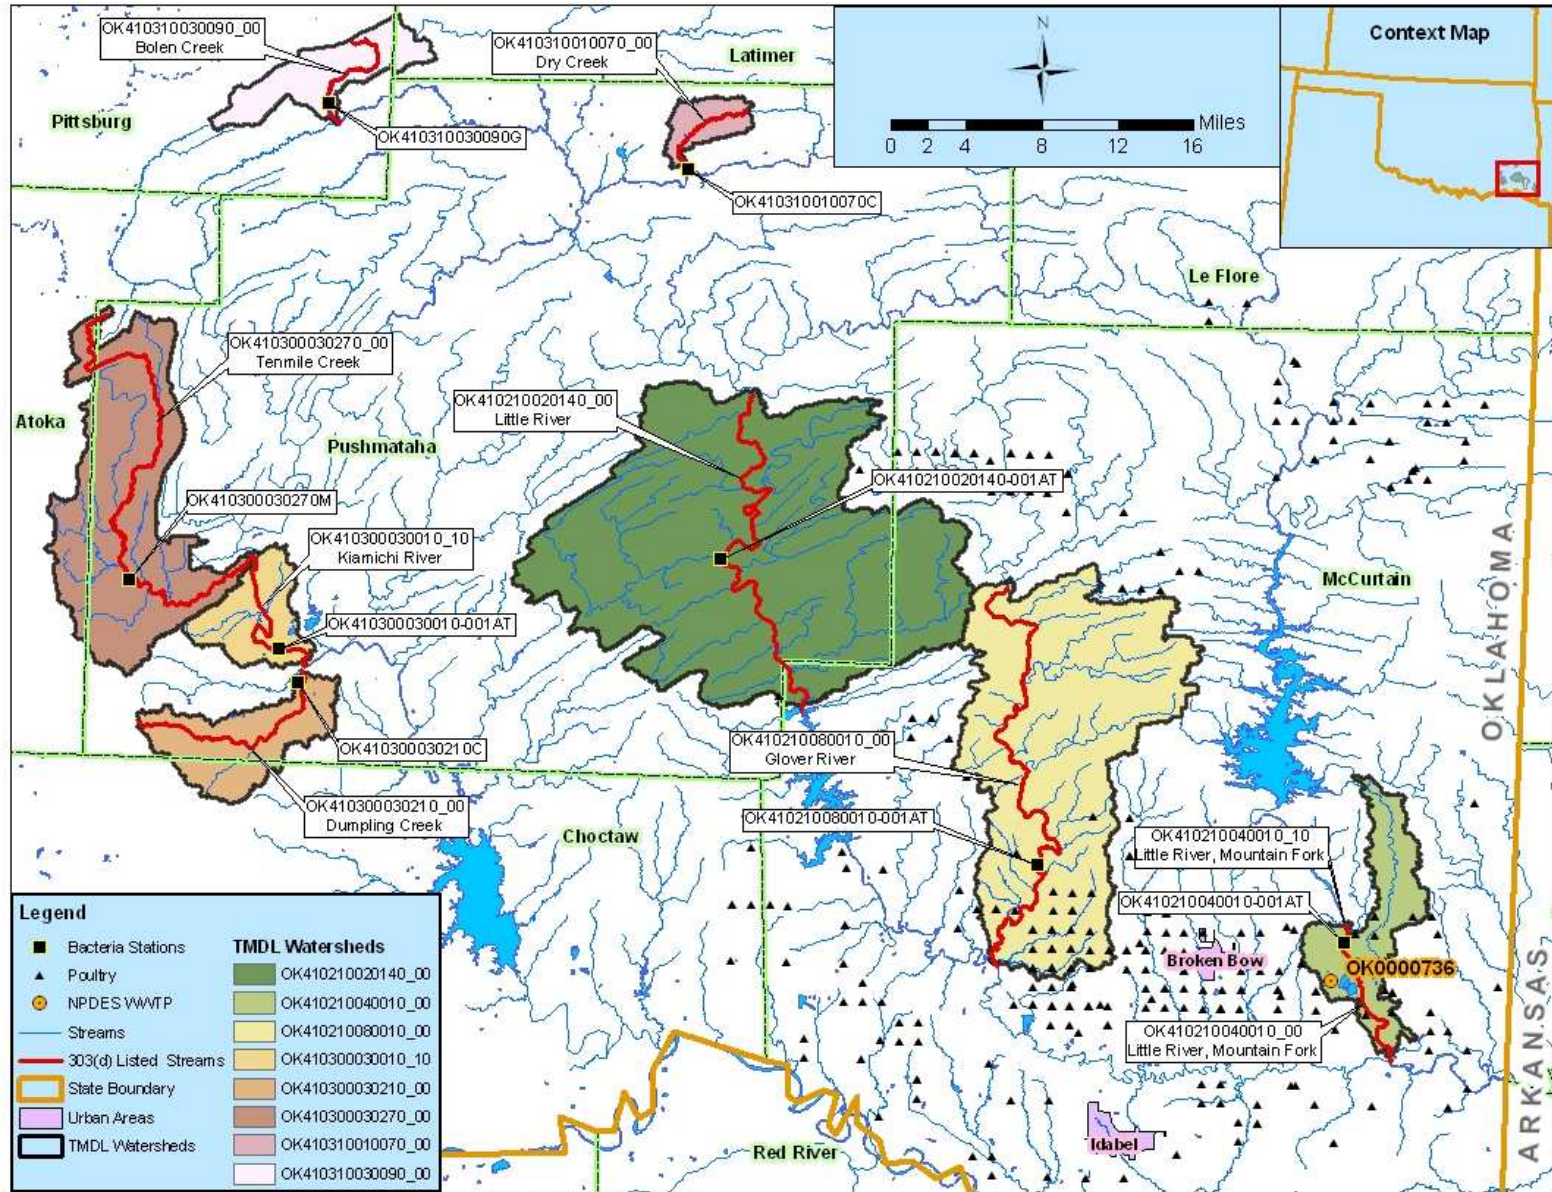 OK410310030090_00
Bolen Creek
OK410310010070_00
Dry Creek
Latimer
N
Context Map
Pittsburg
OK410310030090G
Miles
0 2 4 8 12 16
OK410310010070C
Le Flore
OK410300030270_00
Tenmile Creek
OK410210020140_00
Little River
Atoka
Pushmataha
OK410210020140-001AT
OK410300030270M
OK410300030010_10
Kiamichi River
McCurtain
OKLAHOMA
OK410300030010-001AT
OK410300030210C
OK410210080010_00
Glover River
OK410300030210_00
Dumpling Creek
OK410210080010-001AT
Choctaw
OK410210040010_10
Little River, Mountain Fork
OK410210040010-001AT
Broken Bow
OK0000736
OK410210040010_00
Little River, Mountain Fork
ARKANSAS
Idabel
Red River
Legend
Bacteria Stations
Poultry
NPDES WWTP
Streams
303(d) Listed Streams
State Boundary
Urban Areas
TMDL Watersheds
TMDL Watersheds
OK410210020140_00
OK410210040010_00
OK410210080010_00
OK410300030010_10
OK410300030210_00
OK410300030270_00
OK410310010070_00
OK410310030090_00